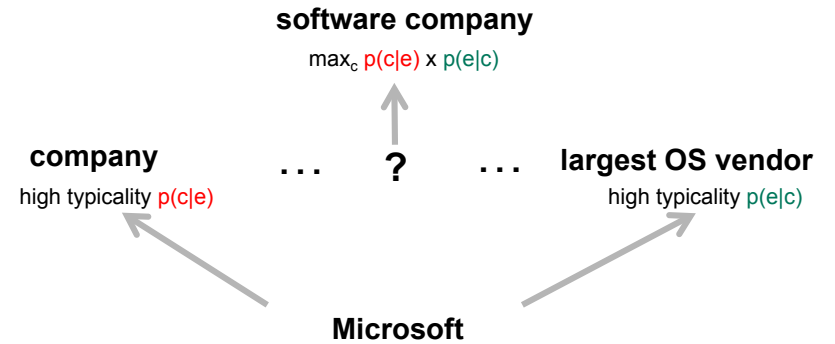 software company
max_c p(c|e) x p(e|c)
company
high typicality p(c|e)
... ? ...
largest OS vendor
high typicality p(e|c)
Microsoft